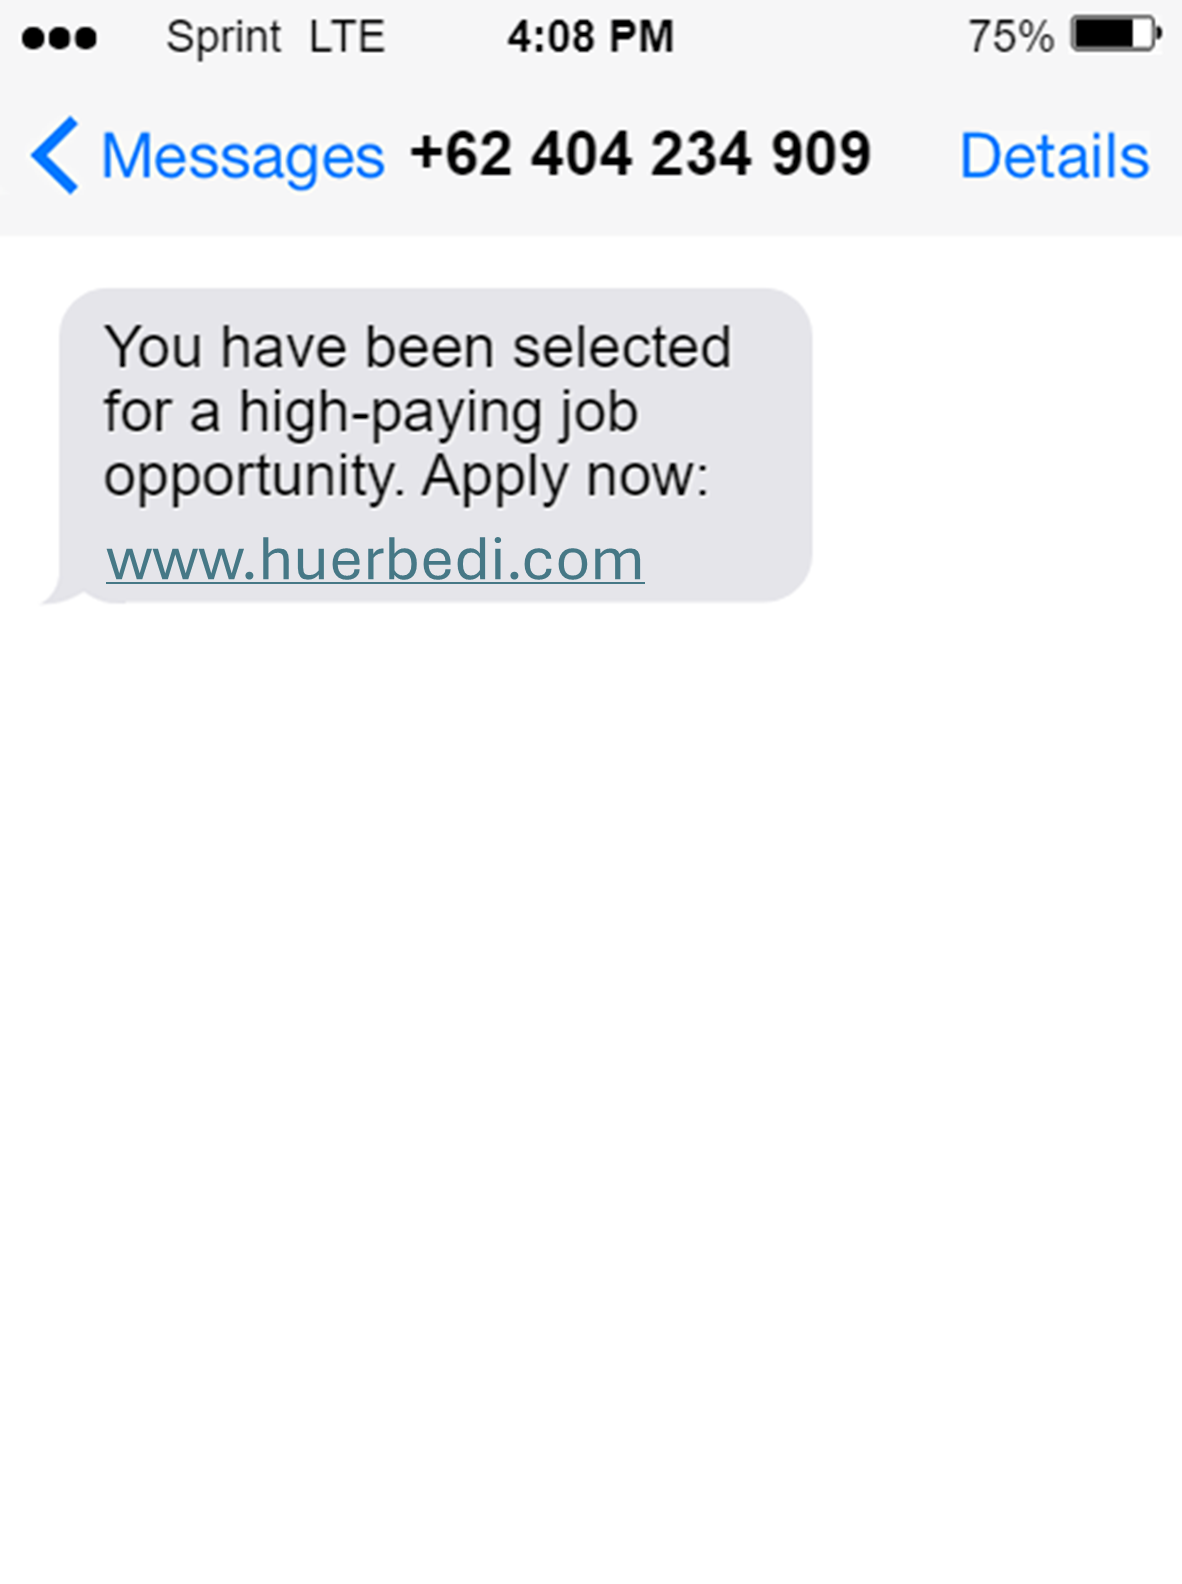 Sprint LTE 4:08 PM 75%
Messages +62 404 234 909 Details
You have been selected
for a high-paying job
opportunity. Apply now:
www.huerbedi.com